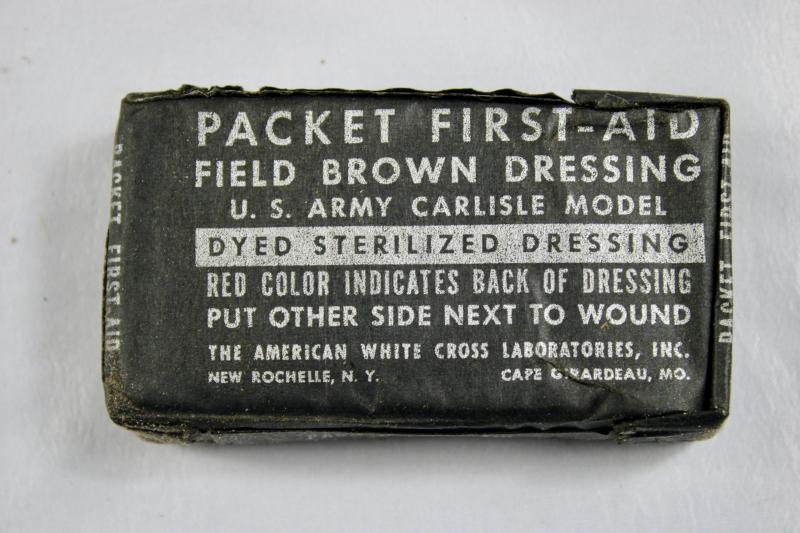 PACKET FIRST-AID
FIELD BROWN DRESSING
U. S. ARMY CARLISLE MODEL
DYED STERILIZED DRESSING
RED COLOR INDICATES BACK OF DRESSING
PUT OTHER SIDE NEXT TO WOUND
THE AMERICAN WHITE CROSS LABORATORIES, INC.
NEW ROCHELLE, N. Y. CAPE GIRARDEAU, MO.
PACKET FIRST-AID
PACKET FIRST-AID